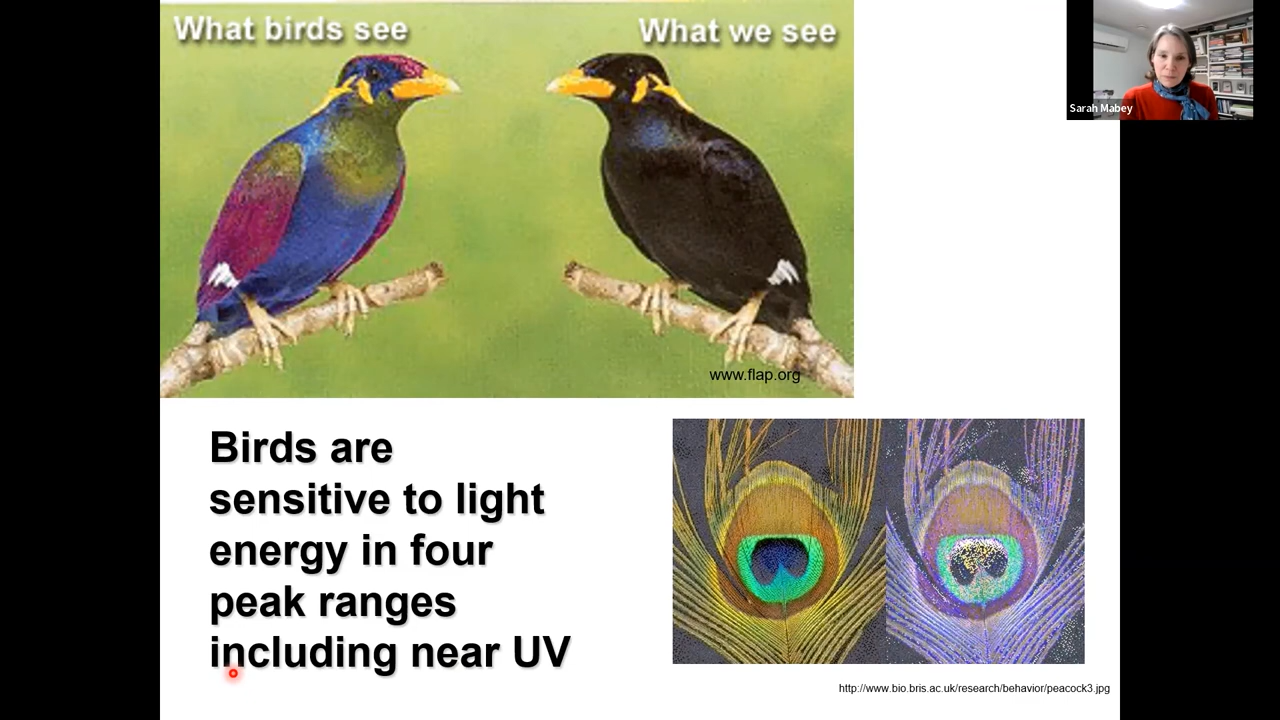 What birds see
What we see
Sarah Mabey
www.flap.org
Birds are
sensitive to light
energy in four
peak ranges
including near UV
http://www.bio.bris.ac.uk/research/behavior/peacock3.jpg